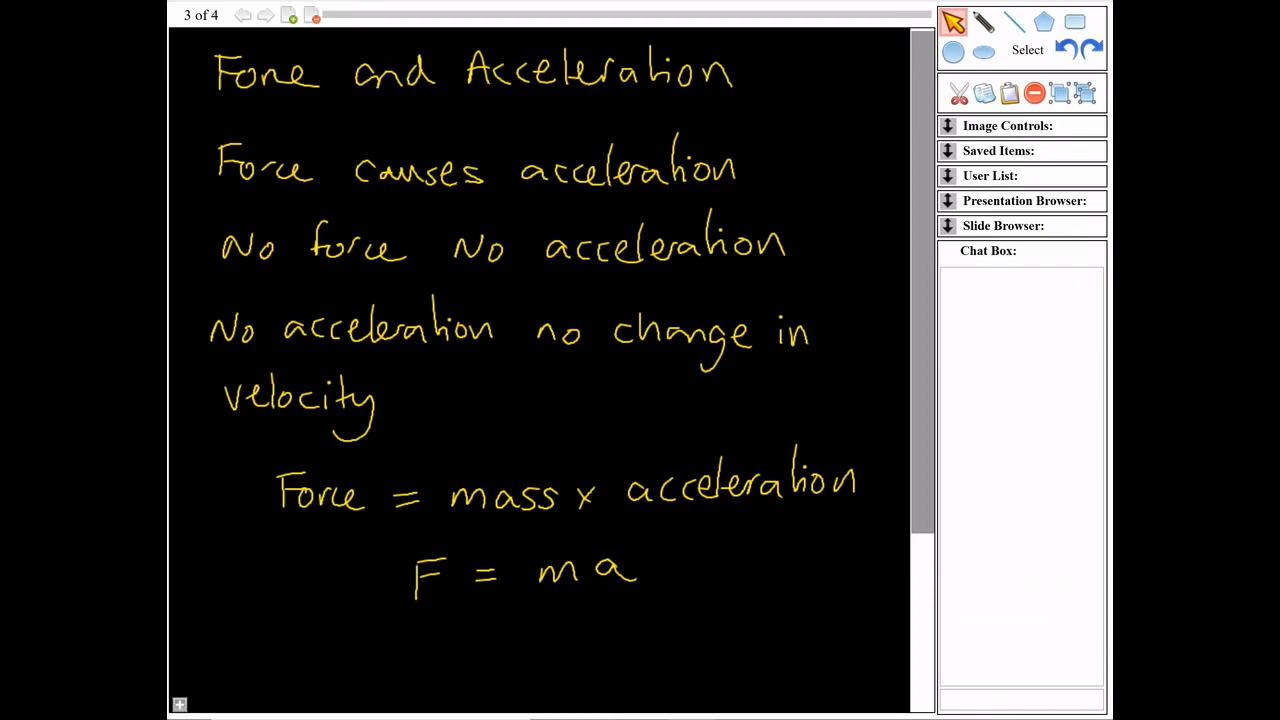 3 of 4
Force and Acceleration
Force causes acceleration
No force No acceleration
No acceleration no change in
velocity
Force = mass x acceleration
F = ma
Select
Image Controls:
Saved Items:
User List:
Presentation Browser:
Slide Browser:
Chat Box: